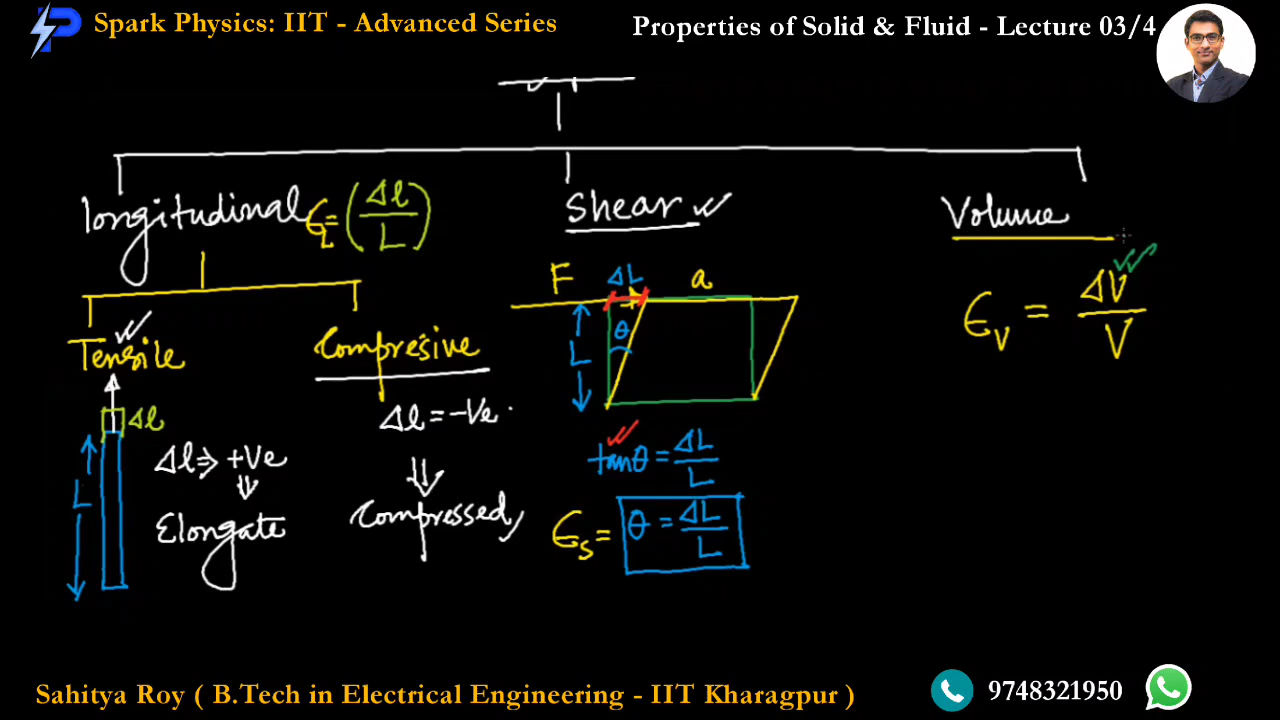 Spark Physics: IIT - Advanced Series
Properties of Solid & Fluid - Lecture 03/4
longitudinal ϵL = (Δl/L)
Shear ✓
Volume
Tensile ✓
Compresive
F ΔL a
θ
L
ϵV = ΔV/V ✓✓
Δl
L
Δl ⇒ +Ve
⇓
Elongate
Δl = -Ve
⇓
Compressed
tanθ = ΔL/L
ϵs = θ = ΔL/L
Sahitya Roy ( B.Tech in Electrical Engineering - IIT Kharagpur )
9748321950